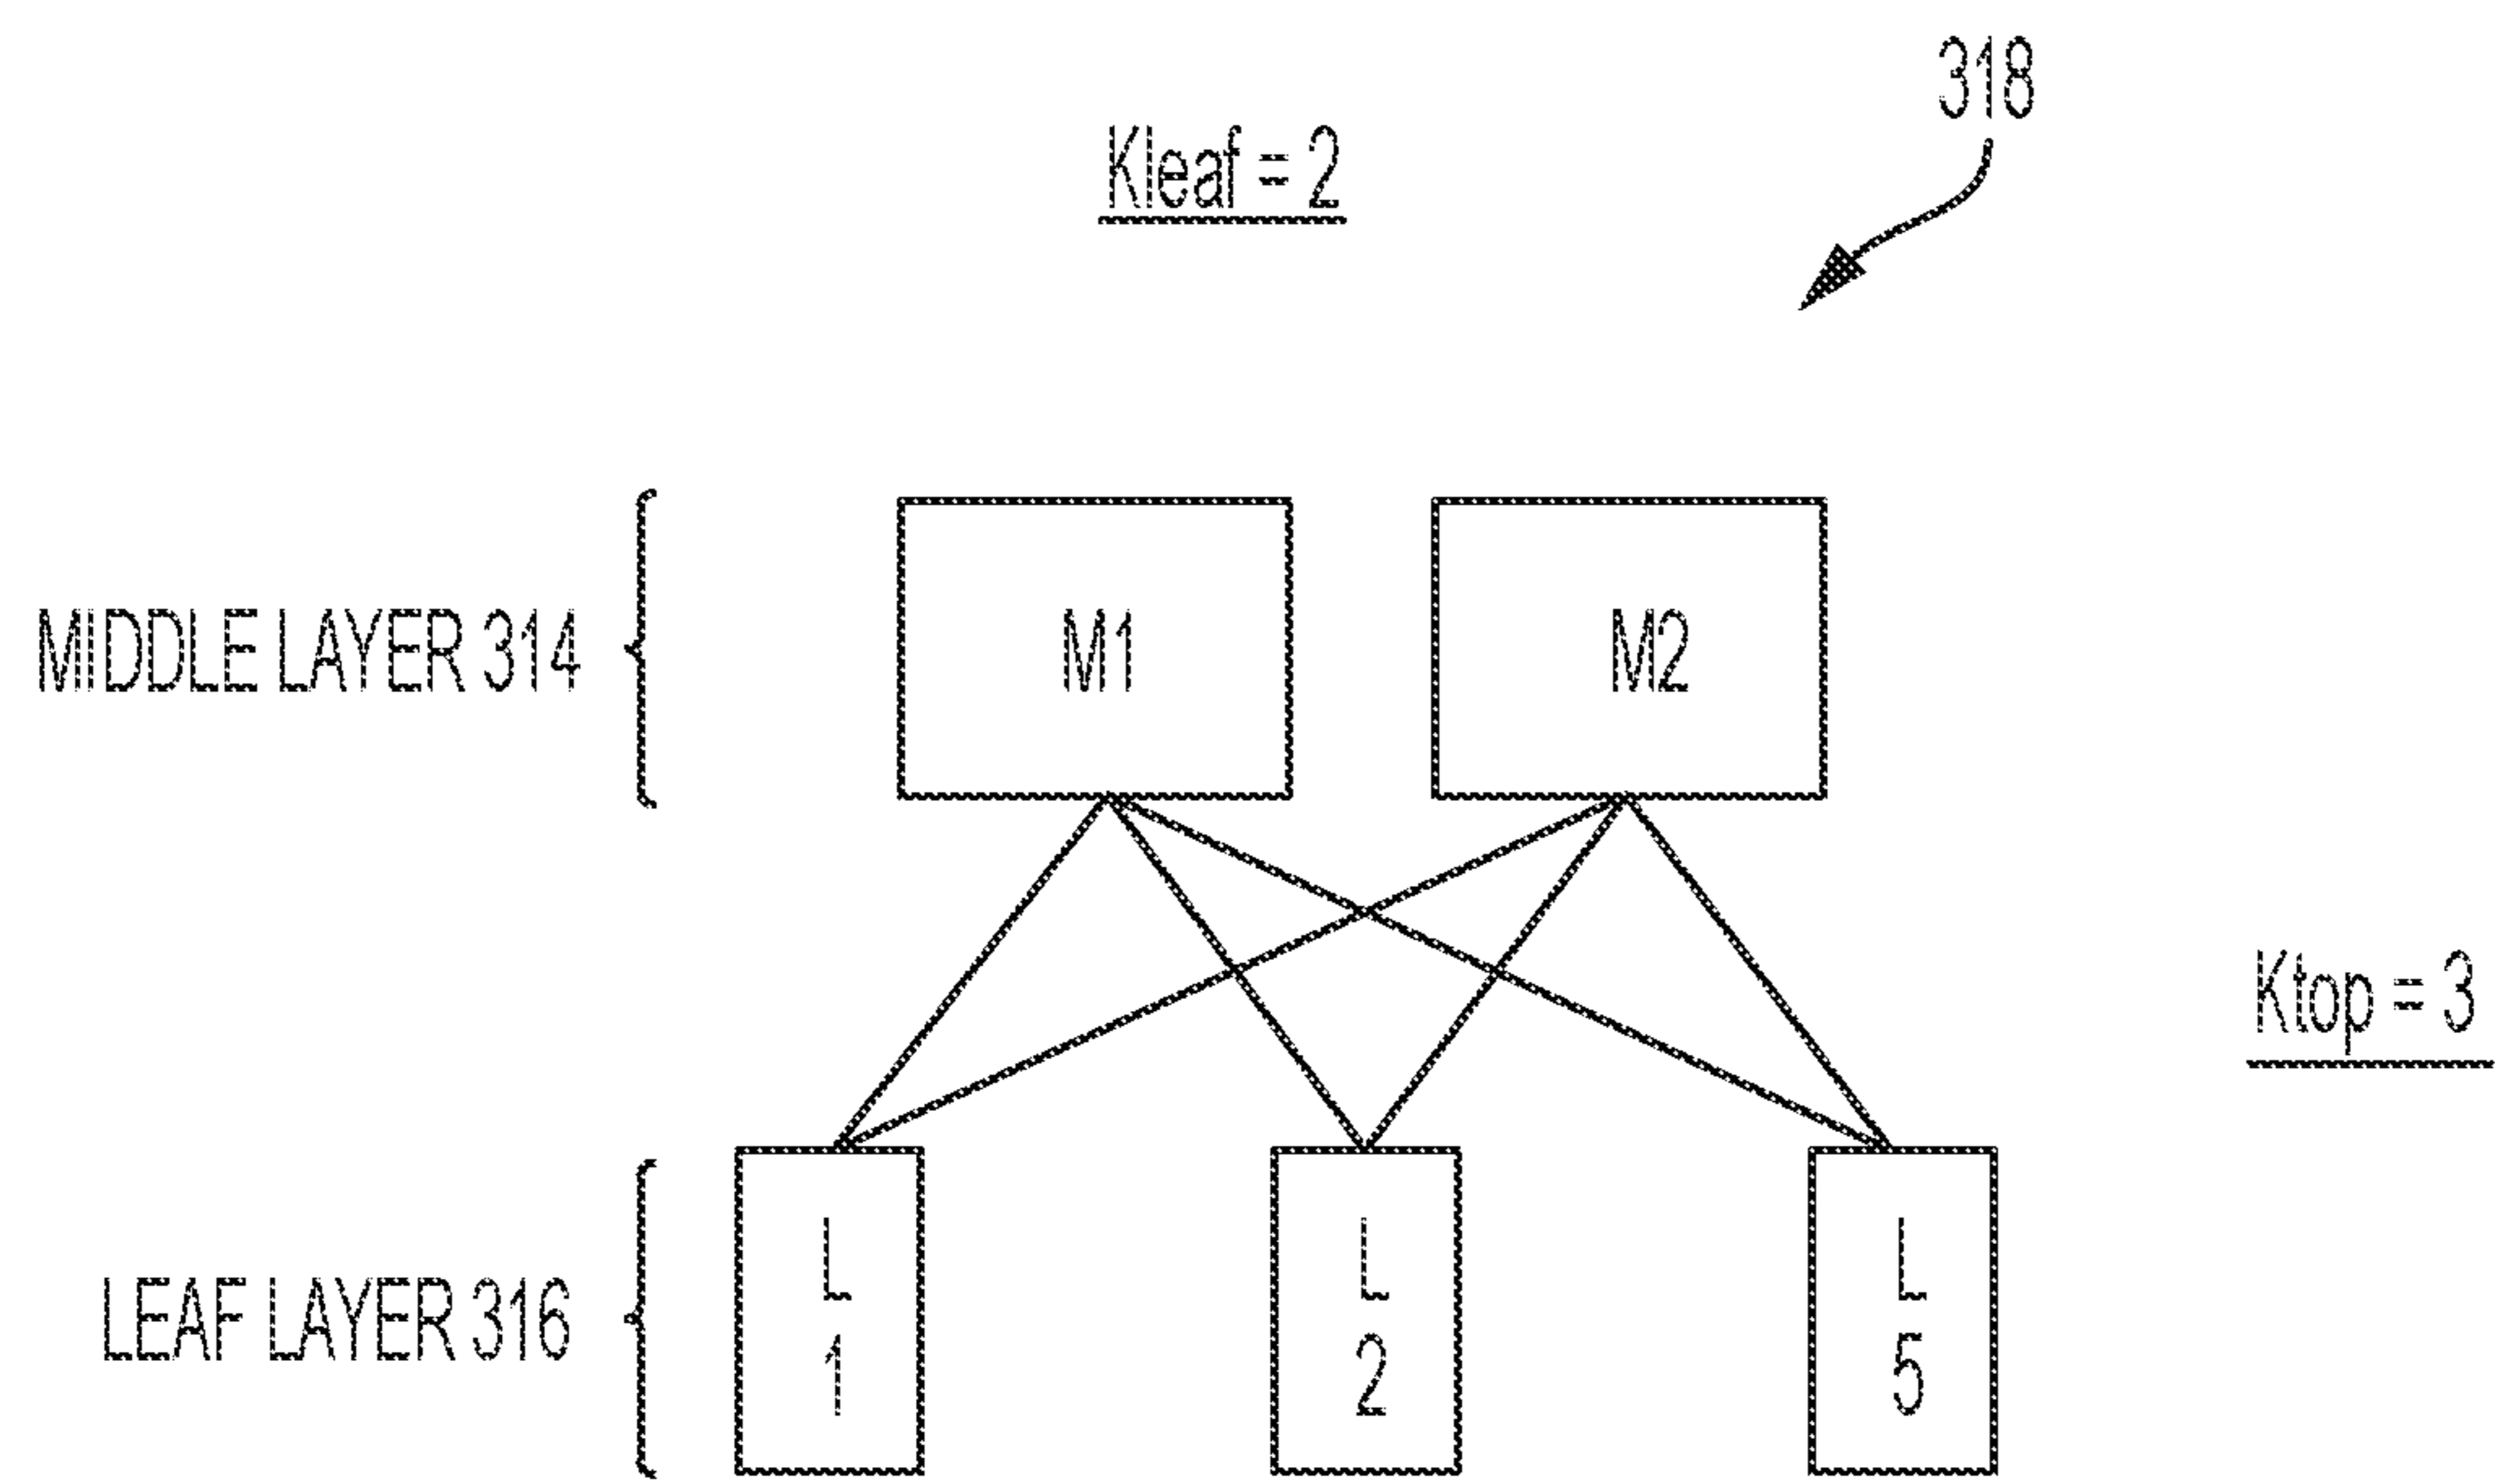 318
Kleaf = 2
MIDDLE LAYER 314
M1
M2
Ktop = 3
LEAF LAYER 316
L
1
L
2
L
5